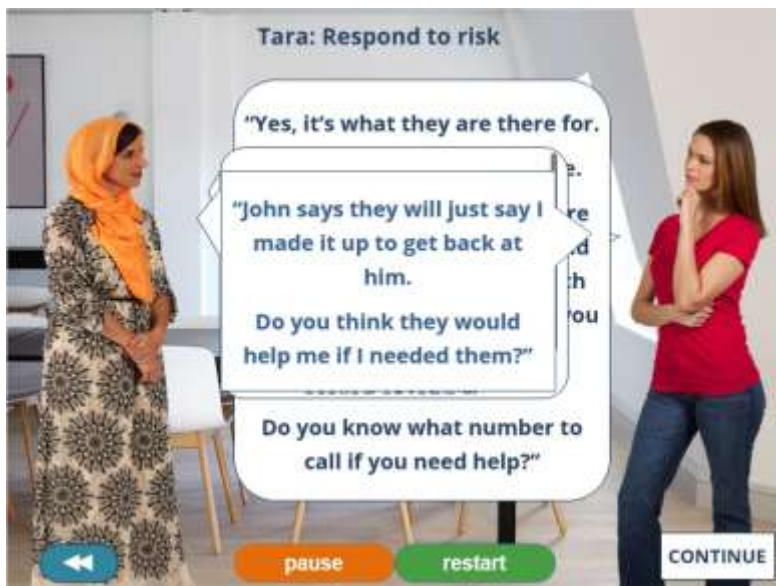 Tara: Respond to risk
“Yes, it’s what they are there for.
“John says they will just say I
made it up to get back at
him.
Do you think they would
help me if I needed them?”
you
Do you know what number to
call if you need help?”
pause
restart
CONTINUE